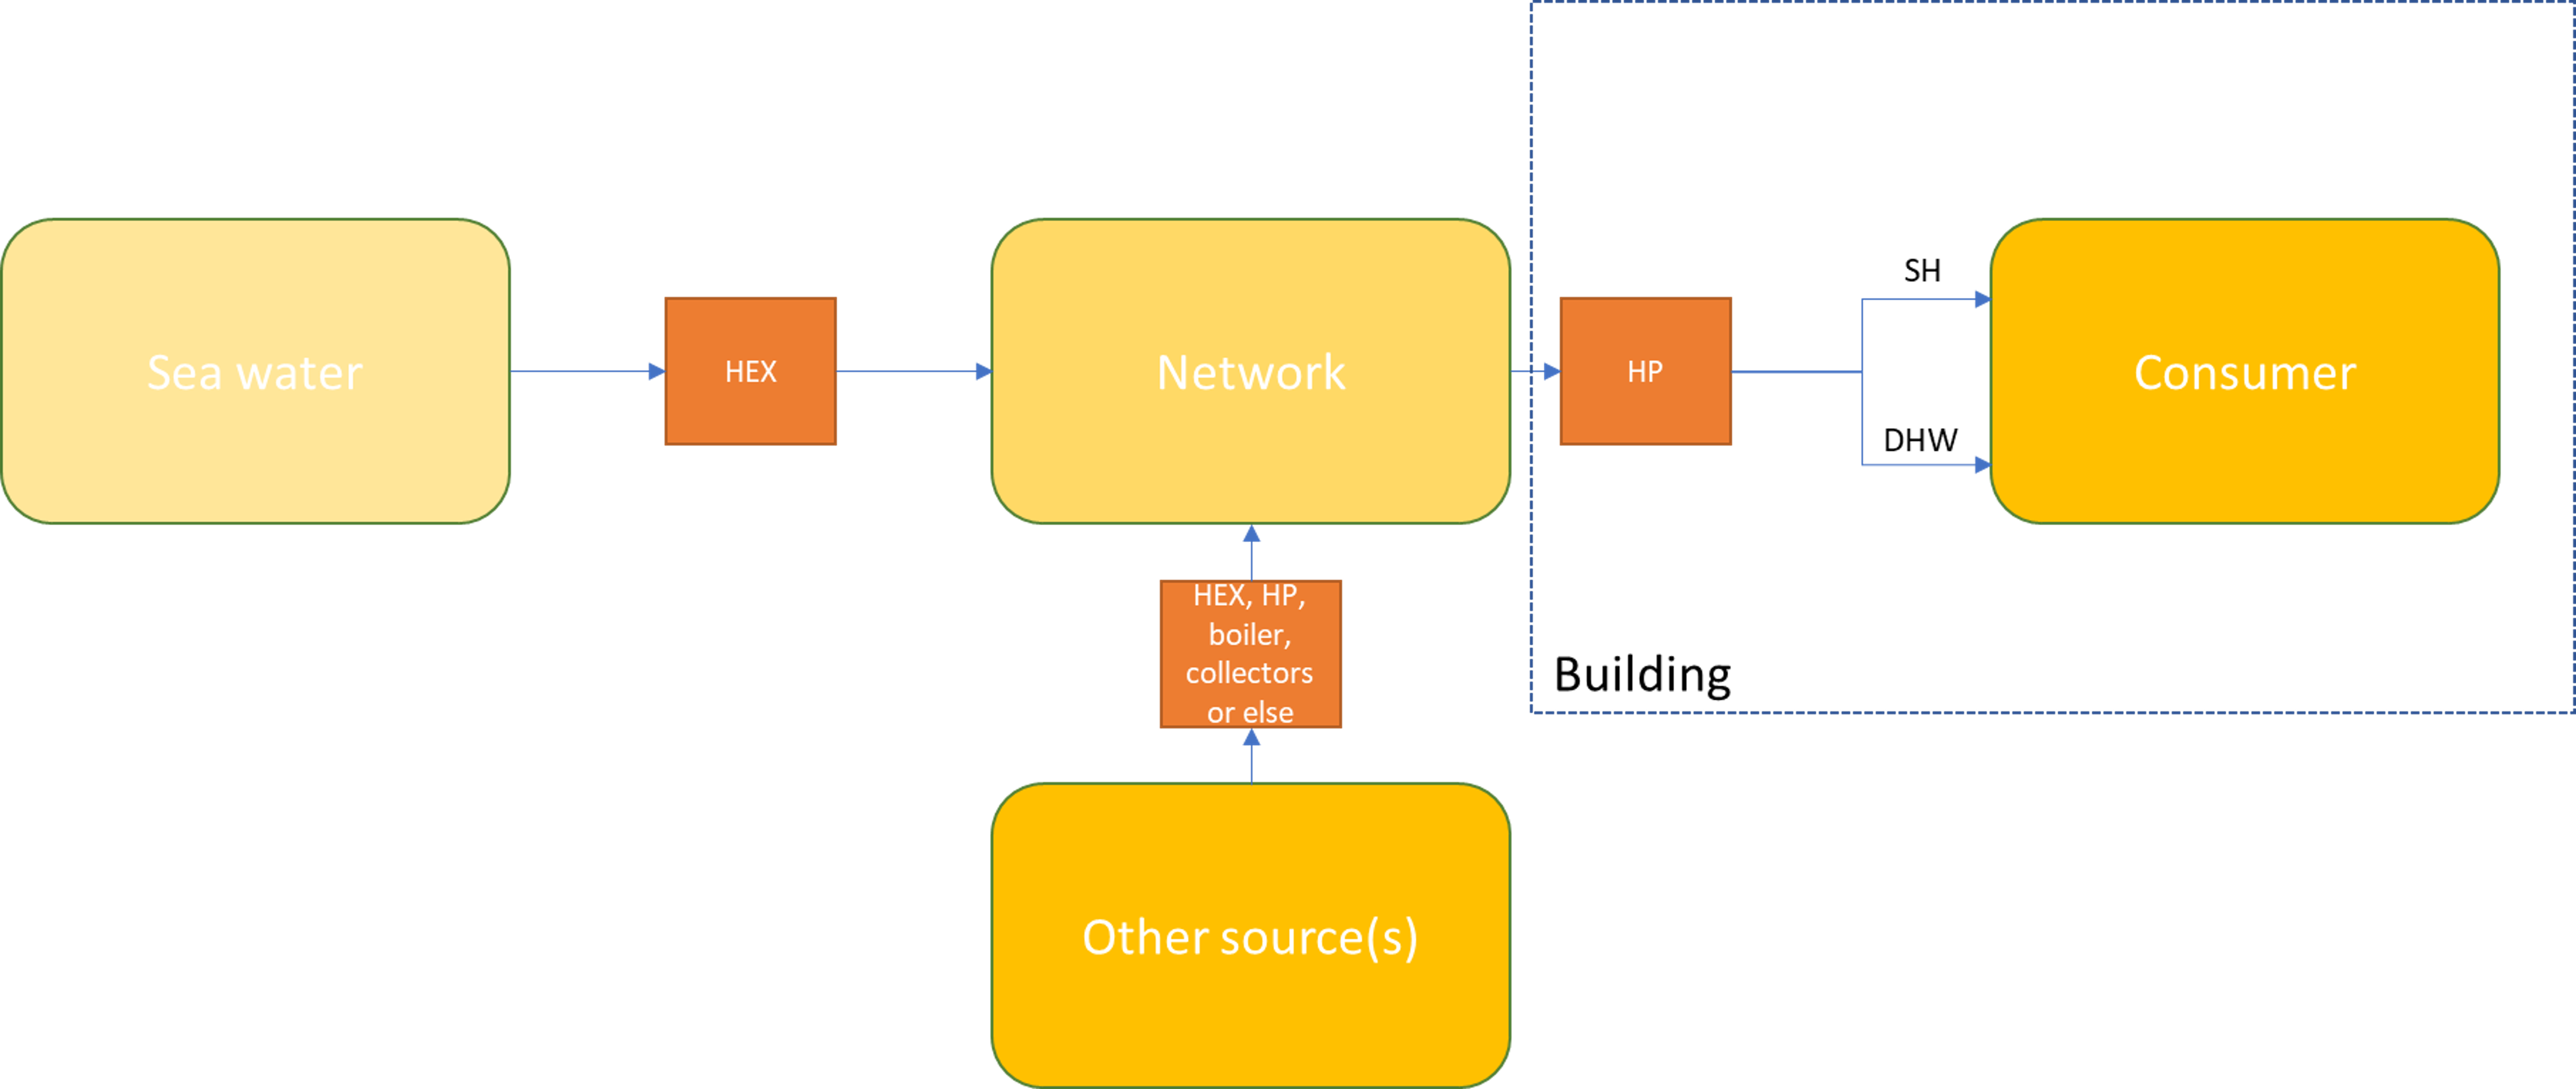 Sea water
HEX
Network
HP
SH
DHW
Consumer
Building
HEX, HP,
boiler,
collectors
or else
Other source(s)